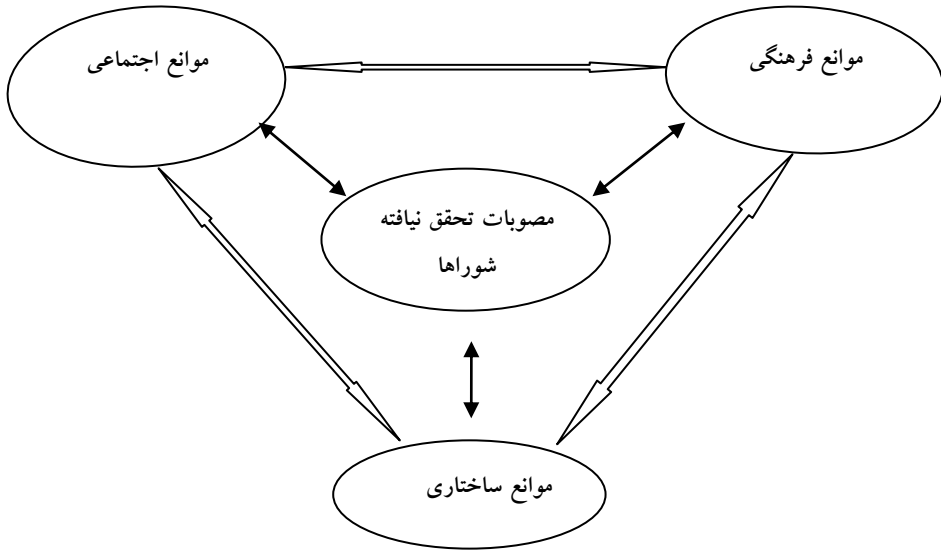 موانع فرهنگی
موانع اجتماعی
مصوبات تحقق نیافته
شوراها
موانع ساختاری